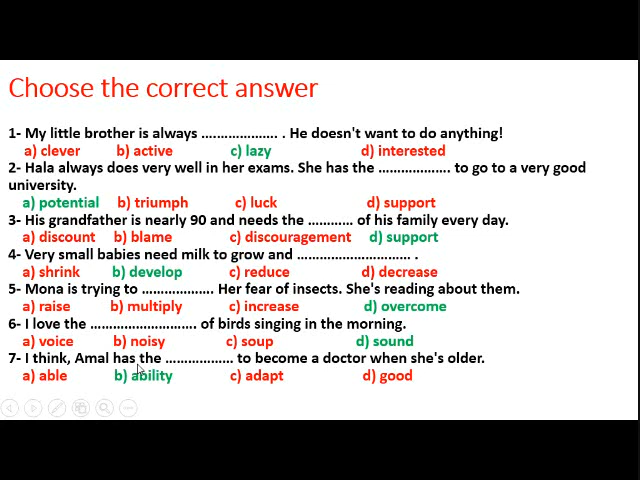 Choose the correct answer
1- My little brother is always .................... . He doesn't want to do anything!
a) clever b) active c) lazy d) interested
2- Hala always does very well in her exams. She has the ................... to go to a very good
university.
a) potential b) triumph c) luck d) support
3- His grandfather is nearly 90 and needs the ............ of his family every day.
a) discount b) blame c) discouragement d) support
4- Very small babies need milk to grow and .............................. .
a) shrink b) develop c) reduce d) decrease
5- Mona is trying to ................... Her fear of insects. She's reading about them.
a) raise b) multiply c) increase d) overcome
6- I love the ............................ of birds singing in the morning.
a) voice b) noisy c) soup d) sound
7- I think, Amal has the .................. to become a doctor when she's older.
a) able b) ability c) adapt d) good